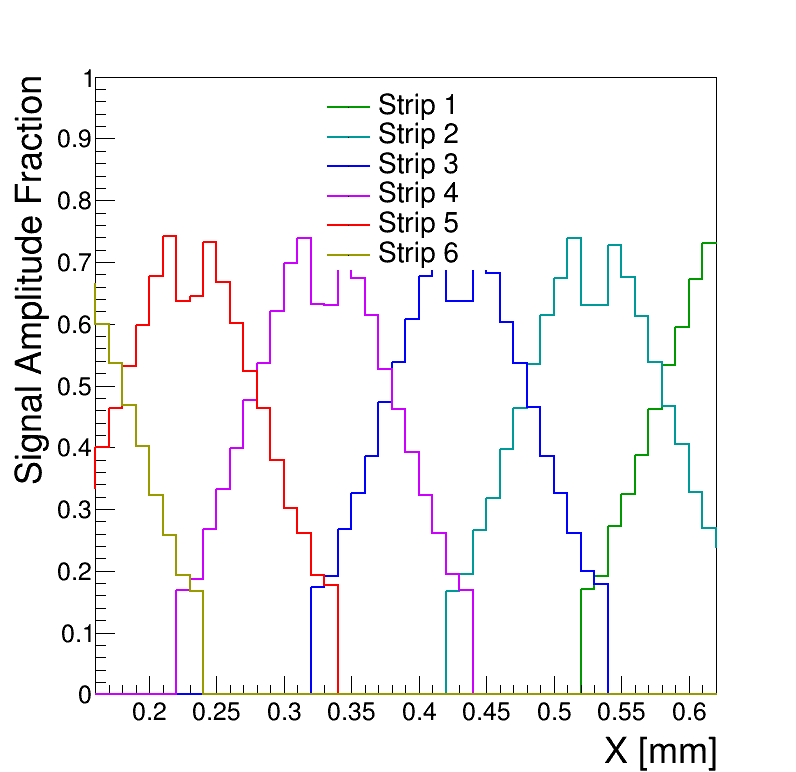 Signal Amplitude Fraction
1
0.9
0.8
0.7
0.6
0.5
0.4
0.3
0.2
0.1
0
Strip 1
Strip 2
Strip 3
Strip 4
Strip 5
Strip 6
0.2 0.25 0.3 0.35 0.4 0.45 0.5 0.55 0.6
X [mm]